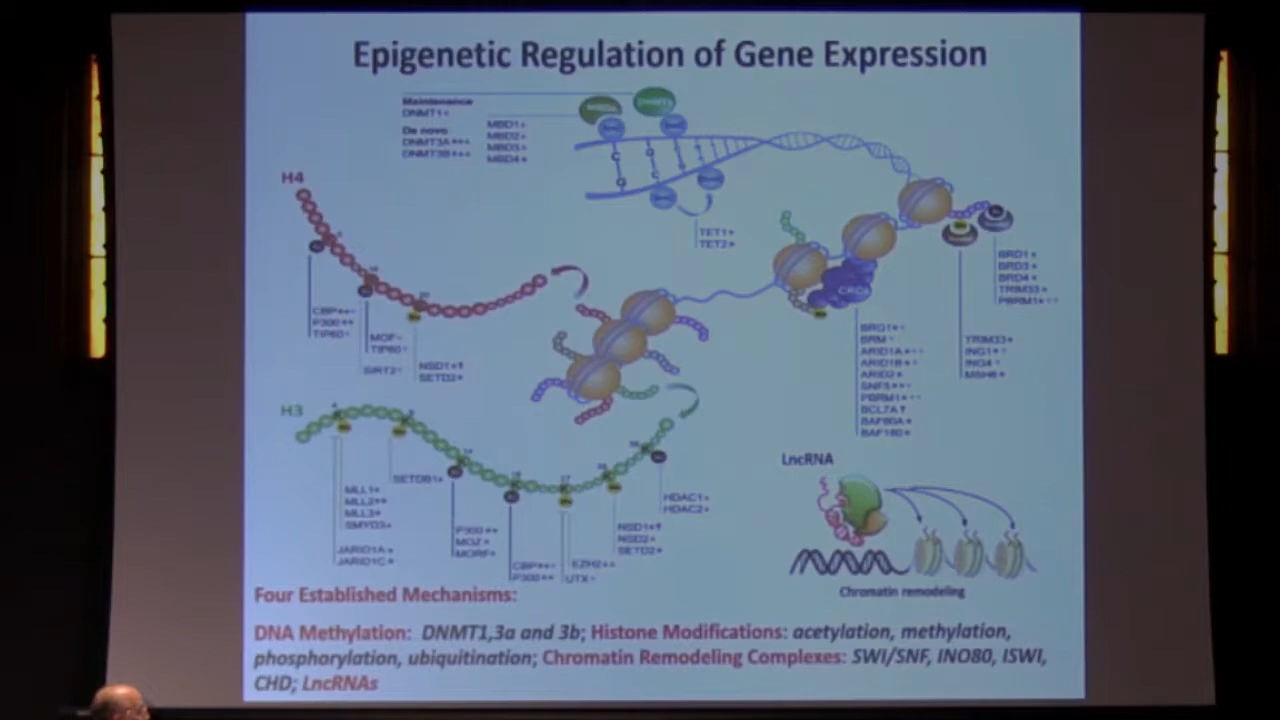 Epigenetic Regulation of Gene Expression
Maintenance
DNMT1
De novo
DNMT3A
DNMT3B
MBD1
MBD2
MBD3
MBD4
TET1
TET2
H4
CBP
P300
TIP60
MOF
TIP60
SIRT2
NSD1
SETD2
BRD1
BRD3
BRD4
TRIM33
PBRM1
TRIM33
ING1
ING4
MSH6
CRCs
BRG1
BRM
ARID1A
ARID1B
ARID2
SNF5
PBRM1
BCL7A
BAF60A
BAF180
H3
SETDB1
MLL1
MLL2
MLL3
SMYD3
JARID1A
JARID1C
P300
MOZ
MORF
CBP
P300
EZH2
UTX
NSD1
NSD2
SETD2
HDAC1
HDAC2
LncRNA
Chromatin remodeling
Four Established Mechanisms:
DNA Methylation: DNMT1,3a and 3b; Histone Modifications: acetylation, methylation,
phosphorylation, ubiquitination; Chromatin Remodeling Complexes: SWI/SNF, INO80, ISWI,
CHD; LncRNAs